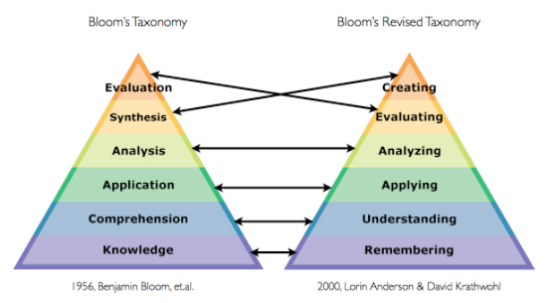 Bloom's Taxonomy
Evaluation
Synthesis
Analysis
Application
Comprehension
Knowledge
1956, Benjamin Bloom, et.al.
Bloom's Revised Taxonomy
Creating
Evaluating
Analyzing
Applying
Understanding
Remembering
2000, Lorin Anderson & David Krathwohl